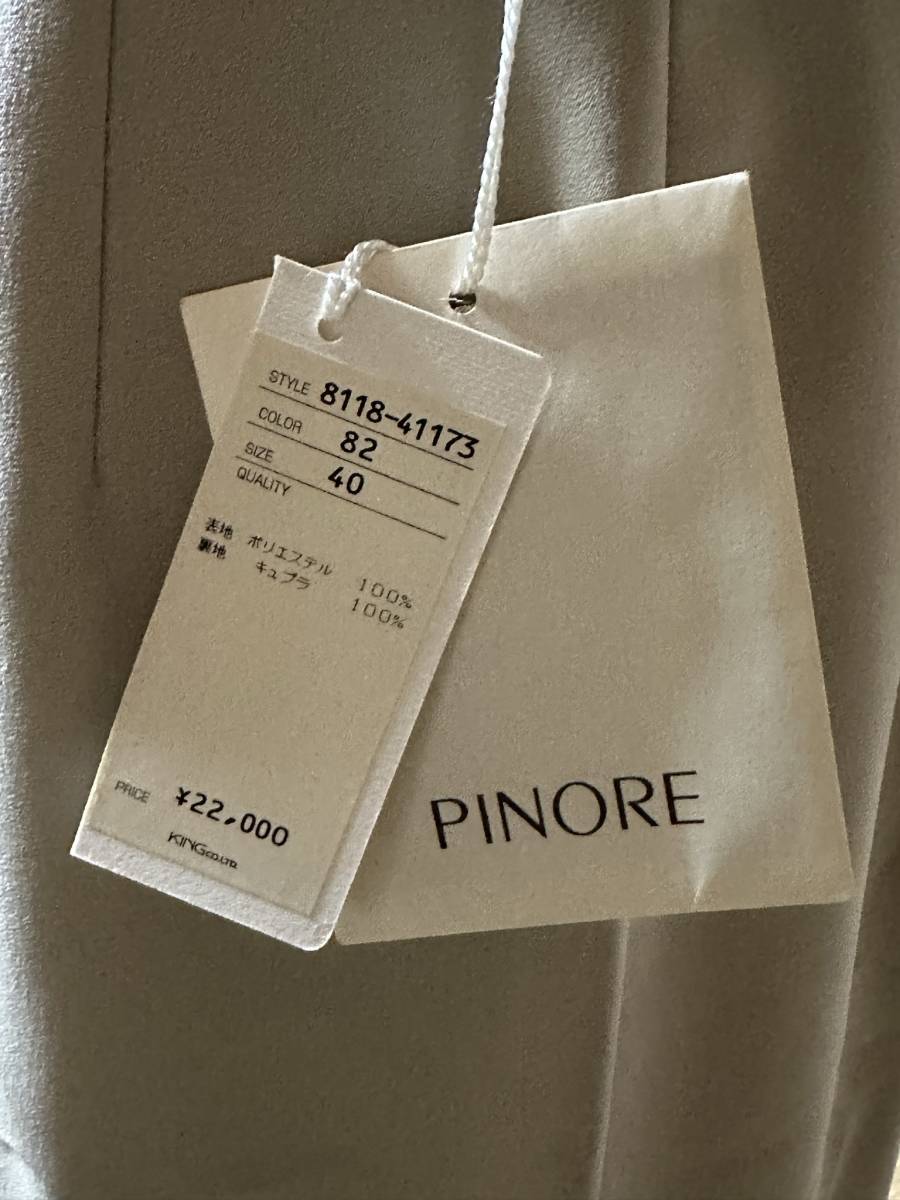 STYLE 8118-41173
COLOR 82
SIZE 40
QUALITY
表地 ポリエステル 100%
裏地 キュプラ 100%
PRICE ¥22,000
KING CO.LTD.
PINORE